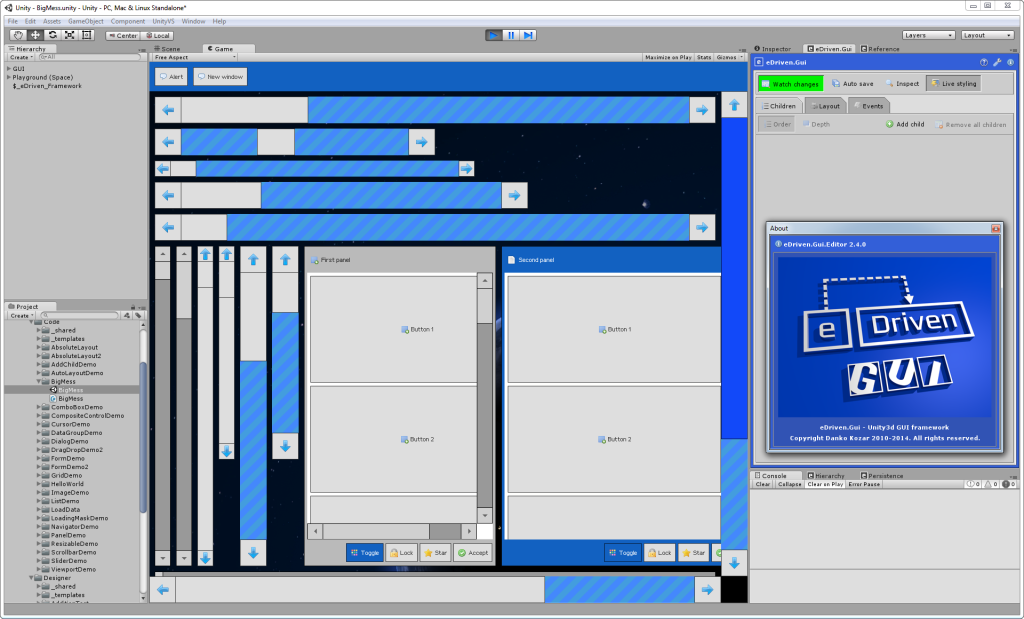 Unity - BigMess.unity - Unity - PC, Mac & Linux Standalone*
File Edit Assets GameObject Component UnityVS Window Help
Center Local
Layers Layout
Hierarchy
Create All
GUI
Playground (Space)
$_eDriven_Framework
Scene Game
Free Aspect Maximize on Play Stats Gizmos
Alert New window
First panel
Button 1
Button 2
Toggle Lock Star Accept
Second panel
Button 1
Button 2
Toggle Lock Star
Inspector eDriven.Gui Reference
eDriven.Gui
Watch changes Auto save Inspect Live styling
Children Layout Events
Order Depth Add child Remove all children
About
eDriven.Gui.Editor 2.4.0
e Driven
GUI
eDriven.Gui - Unity3d GUI framework
Copyright Danko Kozar 2010-2014. All rights reserved.
Project
Create
Code
_shared
_templates
AbsoluteLayout
AbsoluteLayout2
AddChildDemo
AutoLayoutDemo
BigMess
BigMess
BigMess
ComboBoxDemo
CompositeControlDemo
CursorDemo
DataGroupDemo
DialogDemo
DragDropDemo2
FormDemo
FormDemo2
GridDemo
HelloWorld
ImageDemo
ListDemo
LoadData
LoadingMaskDemo
NavigatorDemo
PanelDemo
ResizableDemo
ScrollbarDemo
SliderDemo
ViewportDemo
Designer
_shared
_templates
Console Hierarchy Persistence
Clear Collapse Clear on Play Error Pause 0 0 0